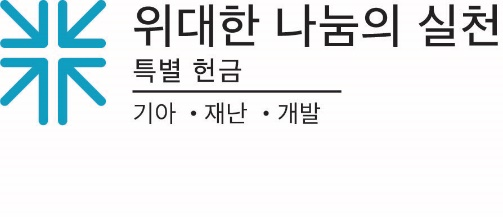 위대한 나눔의 실천
특별 헌금
기아 • 재난 • 개발